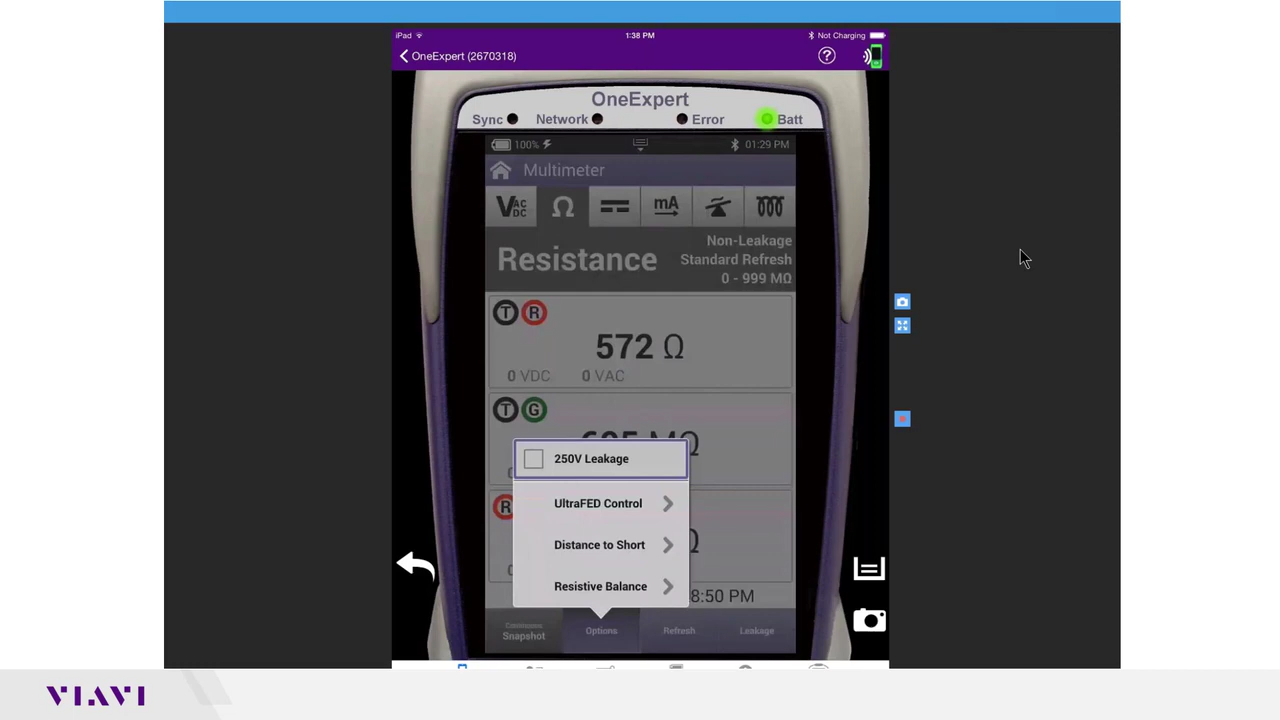 iPad 1:38 PM Not Charging
OneExpert (2670318) ?
OneExpert
Sync Network Error Batt
100% 01:29 PM
Multimeter
V AC DC Ω mA
Resistance
Non-Leakage
Standard Refresh
0 - 999 MΩ
T R
572 Ω
0 VDC 0 VAC
T G
250V Leakage
UltraFED Control
R
Distance to Short
Resistive Balance
8:50 PM
Continuous
Snapshot Options Refresh Leakage
VIAVI